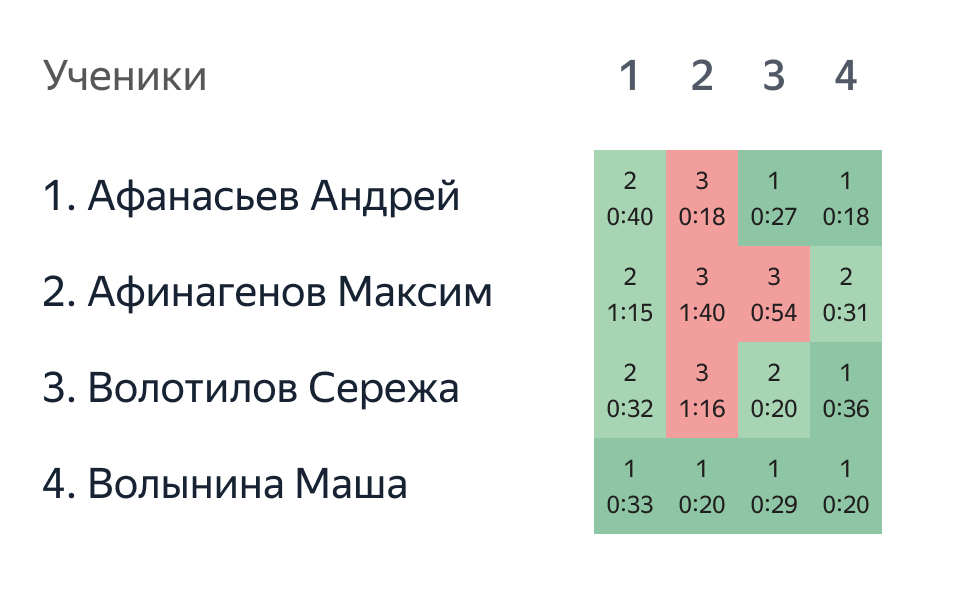 Ученики 1 2 3 4
1. Афанасьев Андрей 2 3 1 1
0:40 0:18 0:27 0:18
2. Афинагенов Максим 2 3 3 2
1:15 1:40 0:54 0:31
3. Волотилов Сережа 2 3 2 1
0:32 1:16 0:20 0:36
4. Волынина Маша 1 1 1 1
0:33 0:20 0:29 0:20